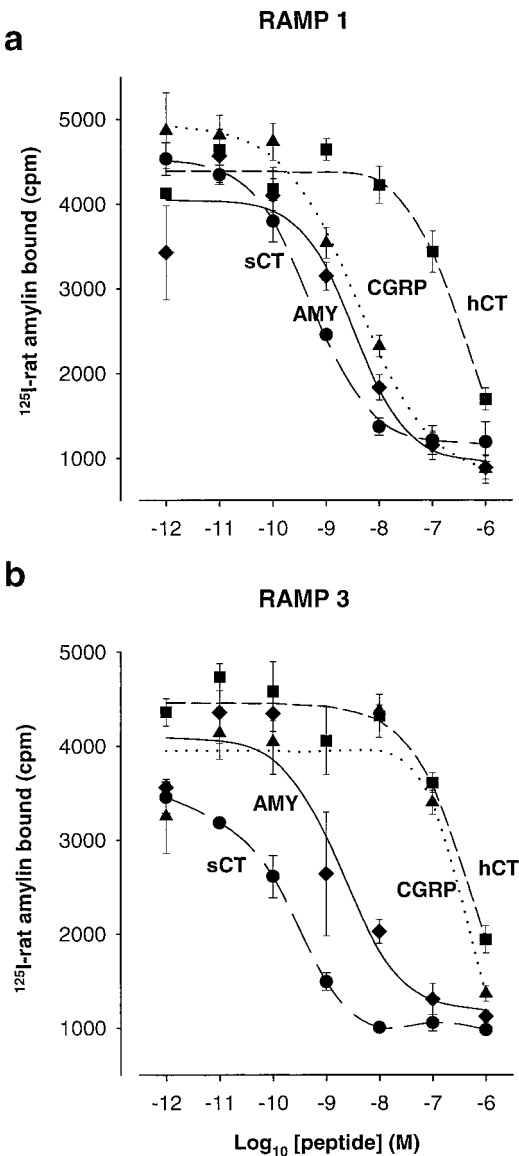 RAMP 1
a
¹²⁵I-rat amylin bound (cpm)
5000
4000
3000
2000
1000
sCT
AMY
CGRP
hCT
-12 -11 -10 -9 -8 -7 -6
b
RAMP 3
¹²⁵I-rat amylin bound (cpm)
5000
4000
3000
2000
1000
AMY
sCT
CGRP
hCT
-12 -11 -10 -9 -8 -7 -6
Log₁₀ [peptide] (M)